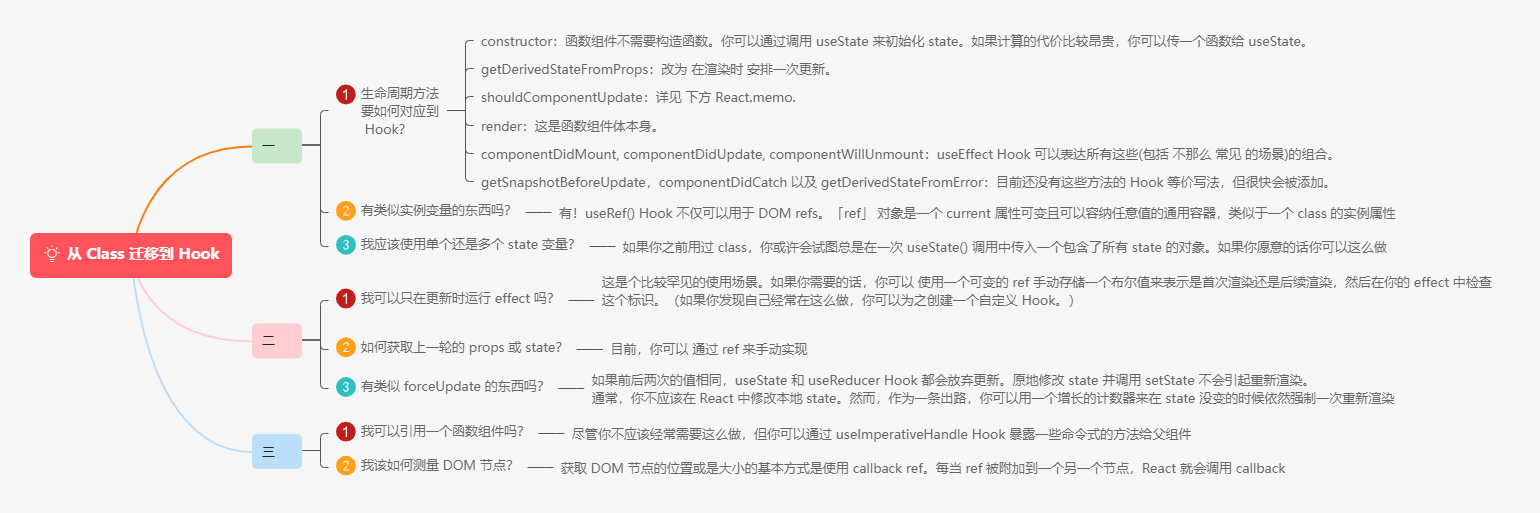 从 Class 迁移到 Hook
一
1 生命周期方法
要如何对应到
Hook?
constructor：函数组件不需要构造函数。你可以通过调用 useState 来初始化 state。如果计算的代价比较昂贵，你可以传一个函数给 useState。
getDerivedStateFromProps：改为 在渲染时 安排一次更新。
shouldComponentUpdate：详见 下方 React.memo.
render：这是函数组件体本身。
componentDidMount, componentDidUpdate, componentWillUnmount：useEffect Hook 可以表达所有这些(包括 不那么 常见 的场景)的组合。
getSnapshotBeforeUpdate，componentDidCatch 以及 getDerivedStateFromError：目前还没有这些方法的 Hook 等价写法，但很快会被添加。
2 有类似实例变量的东西吗?
有！useRef() Hook 不仅可以用于 DOM refs。「ref」 对象是一个 current 属性可变且可以容纳任意值的通用容器，类似于一个 class 的实例属性
3 我应该使用单个还是多个 state 变量?
如果你之前用过 class，你或许会试图总是在一次 useState() 调用中传入一个包含了所有 state 的对象。如果你愿意的话你可以这么做
二
1 我可以只在更新时运行 effect 吗?
这是个比较罕见的使用场景。如果你需要的话，你可以 使用一个可变的 ref 手动存储一个布尔值来表示是首次渲染还是后续渲染，然后在你的 effect 中检查
这个标识。（如果你发现自己经常在这么做，你可以为之创建一个自定义 Hook。）
2 如何获取上一轮的 props 或 state?
目前，你可以 通过 ref 来手动实现
3 有类似 forceUpdate 的东西吗?
如果前后两次的值相同，useState 和 useReducer Hook 都会放弃更新。原地修改 state 并调用 setState 不会引起重新渲染。
通常，你不应该在 React 中修改本地 state。然而，作为一条出路，你可以用一个增长的计数器来在 state 没变的时候依然强制一次重新渲染
三
1 我可以引用一个函数组件吗?
尽管你不应该经常需要这么做，但你可以通过 useImperativeHandle Hook 暴露一些命令式的方法给父组件
2 我该如何测量 DOM 节点?
获取 DOM 节点的位置或是大小的基本方式是使用 callback ref。每当 ref 被附加到一个另一个节点，React 就会调用 callback